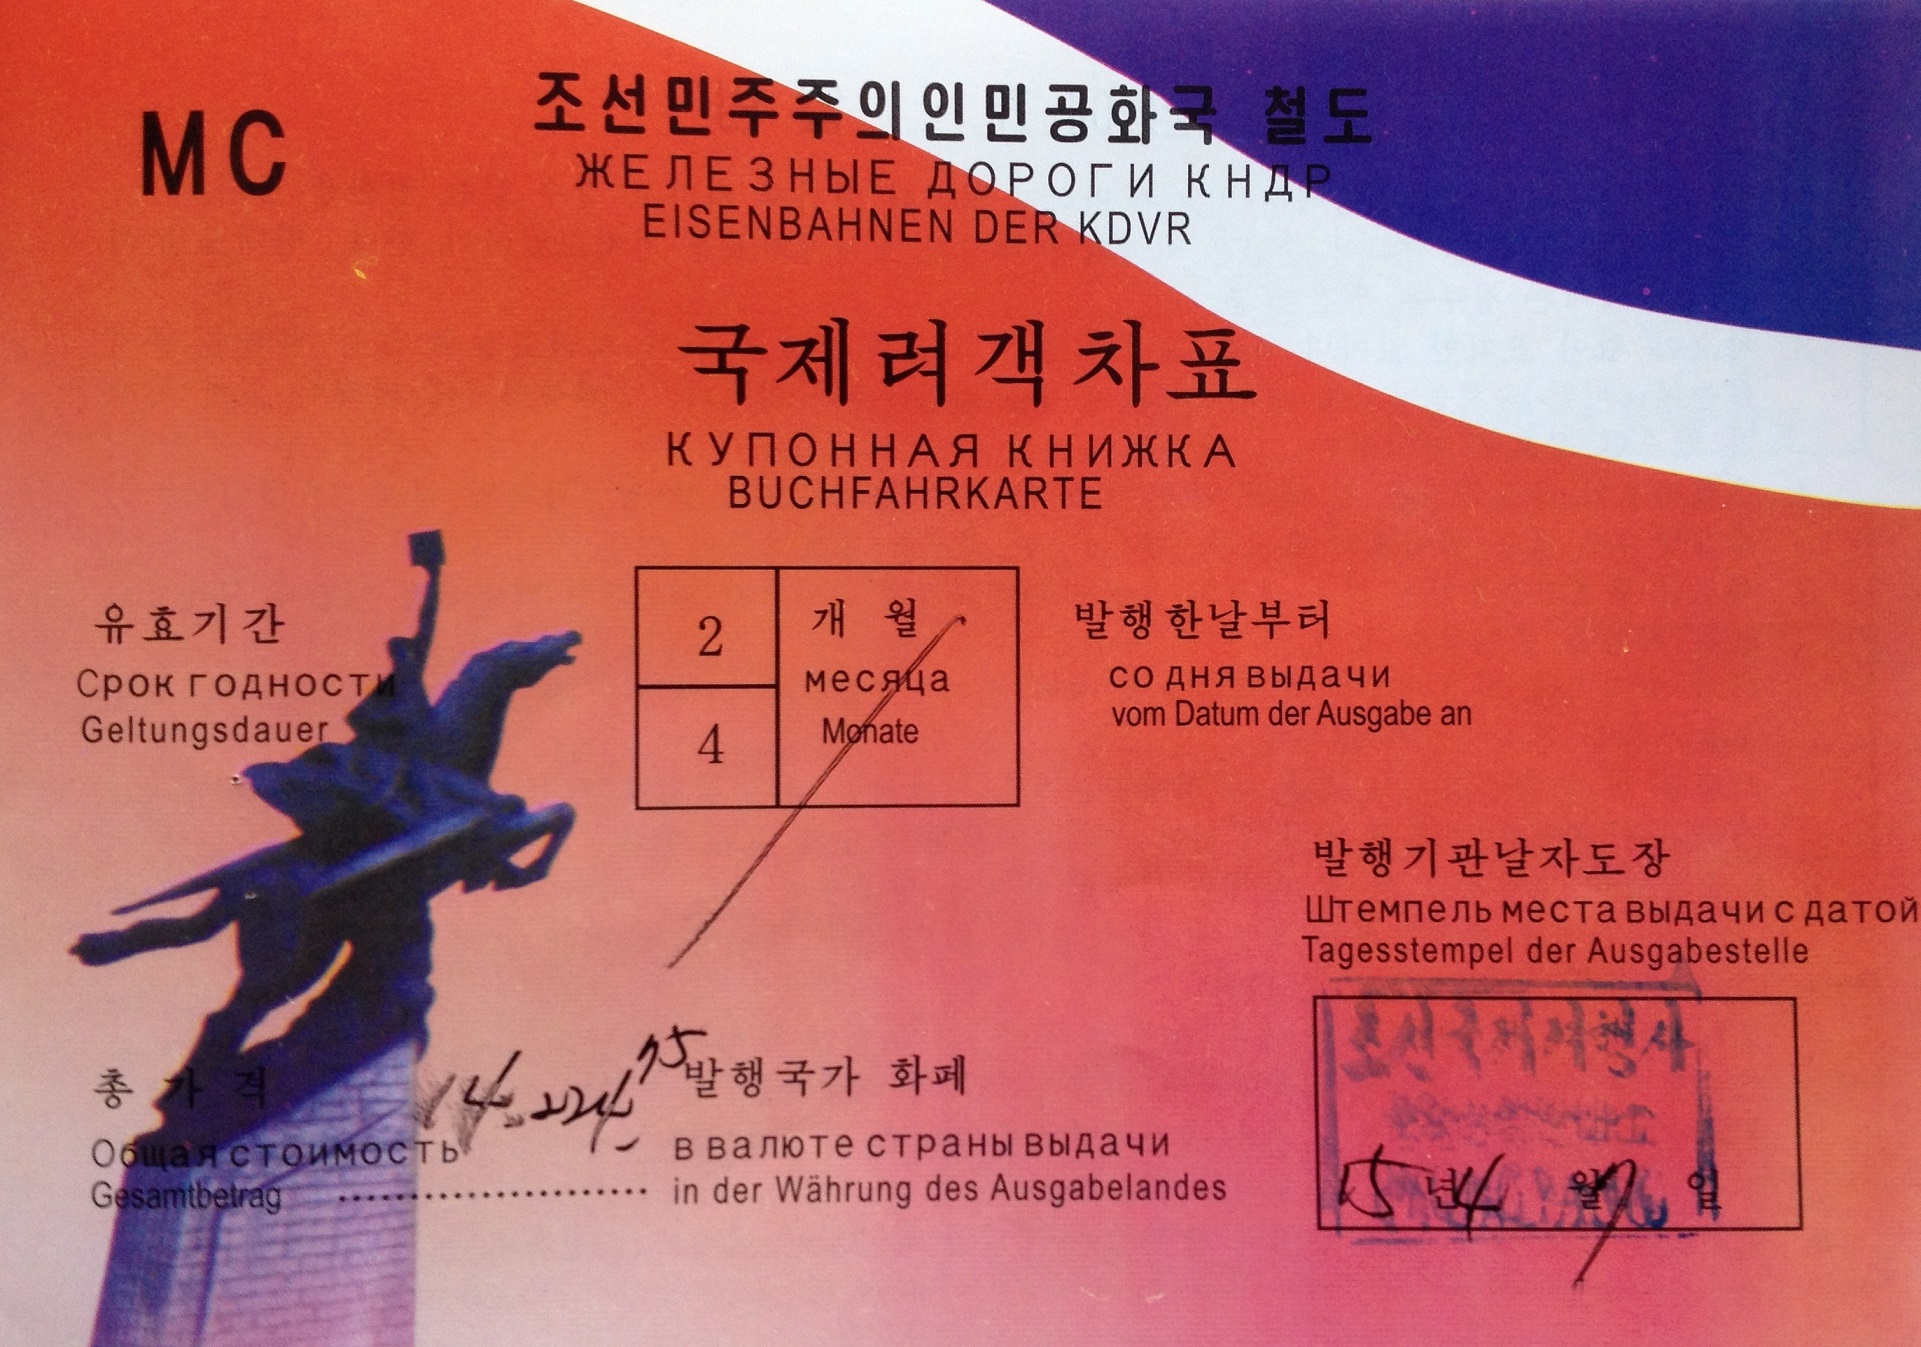 MC
조선민주주의인민공화국 철도
ЖЕЛЕЗНЫЕ ДОРОГИ КНДР
EISENBAHNEN DER KDVR
국제려객차표
КУПОННАЯ КНИЖКА
BUCHFAHRKARTE
유효기간
Срок годности
Geltungsdauer
2
4
개 월
месяца
Monate
발행한날부터
со дня выдачи
vom Datum der Ausgabe an
발행기관날자도장
Штемпель места выдачи с датой
Tagesstempel der Ausgabestelle
총 가 격
Общая стоимость
Gesamtbetrag
발행국가 화폐
в валюте страны выдачи
in der Währung des Ausgabelandes
15 년 4 월 7 일